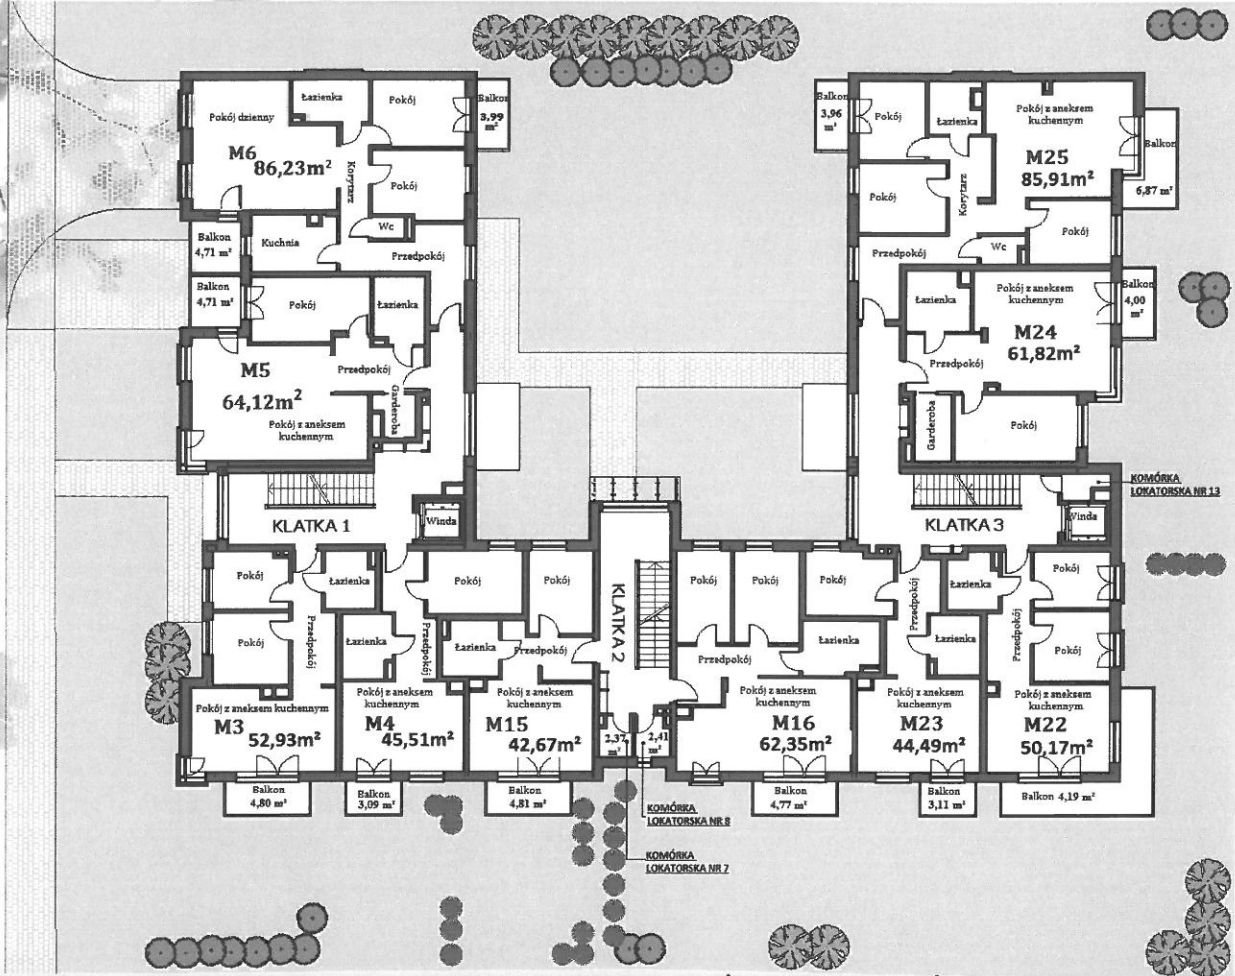 Pokój dzienny
Łazienka
Pokój
Balkon
3,99
m²
M6
86,23m²
Korytarz
Pokój
Wc
Balkon
4,71 m²
Kuchnia
Przedpokój
Balkon
4,71 m²
Pokój
Łazienka
M5
64,12m²
Przedpokój
Garderoba
Pokój z aneksem
kuchennym
KLATKA 1
Winda
Pokój
Łazienka
Pokój
Przedpokój
Pokój z aneksem kuchennym
M3
52,93m²
Balkon
4,80 m²
Pokój
Łazienka
Przedpokój
Pokój z aneksem
kuchennym
M4
45,51m²
Balkon
3,09 m²
Pokój
Łazienka
Przedpokój
Pokój z aneksem
kuchennym
M15
42,67m²
Balkon
4,81 m²
KLATKA 2
2,37
m²
2,41
m²
KOMÓRKA
LOKATORSKA NR 8
KOMÓRKA
LOKATORSKA NR 7
Pokój
Pokój
Pokój
Przedpokój
Łazienka
Pokój z aneksem
kuchennym
M16
62,35m²
Balkon
4,77 m²
Przedpokój
Łazienka
Pokój z aneksem
kuchennym
M23
44,49m²
Balkon
3,11 m²
Łazienka
Pokój
Przedpokój
Pokój
Pokój z aneksem
kuchennym
M22
50,17m²
Balkon 4,19 m²
Balkon
3,96
m²
Pokój
Łazienka
Pokój z aneksem
kuchennym
M25
85,91m²
Balkon
6,87 m²
Pokój
Korytarz
Pokój
Wc
Przedpokój
Łazienka
Pokój z aneksem
kuchennym
Balkon
4,00
m²
M24
61,82m²
Przedpokój
Garderoba
Pokój
KOMÓRKA
LOKATORSKA NR 13
KLATKA 3
Winda